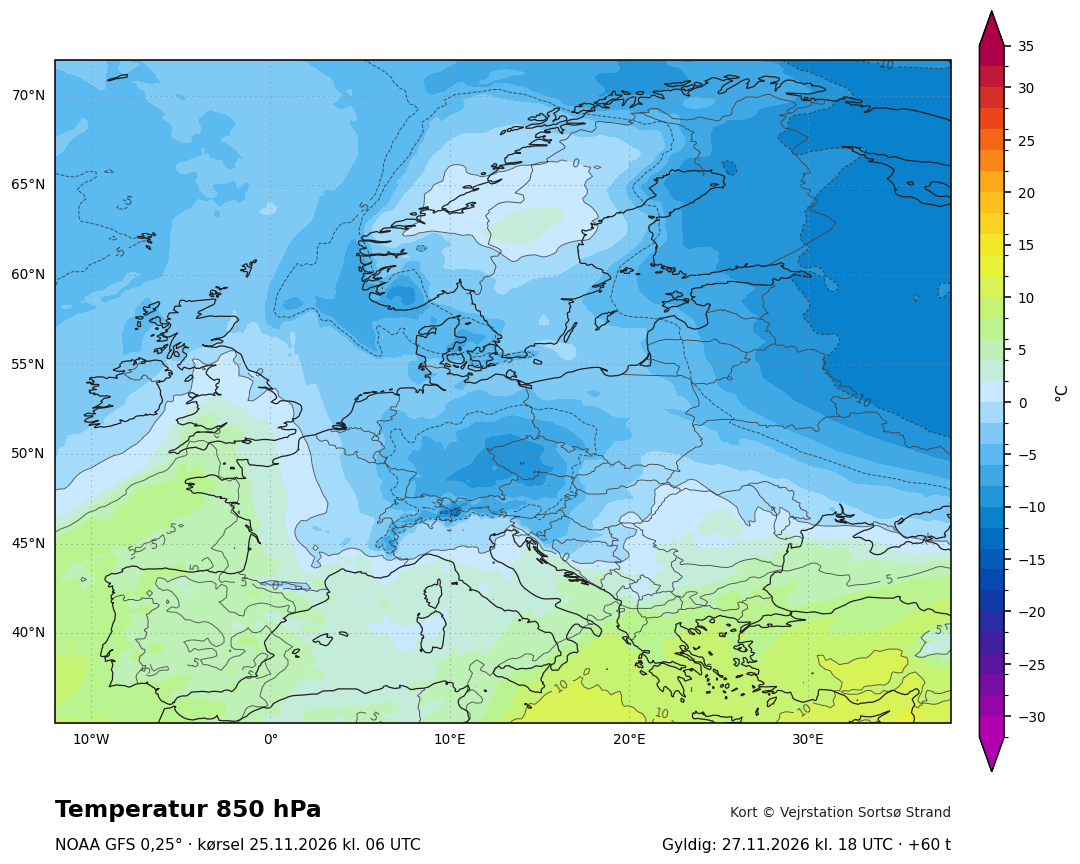 70°N
65°N
60°N
55°N
50°N
45°N
40°N
10°W
0°
10°E
20°E
30°E
35
30
25
20
15
10
5
0
−5
−10
−15
−20
−25
−30
°C
Temperatur 850 hPa
Kort © Vejrstation Sortsø Strand
NOAA GFS 0,25° · kørsel 25.11.2026 kl. 06 UTC
Gyldig: 27.11.2026 kl. 18 UTC · +60 t